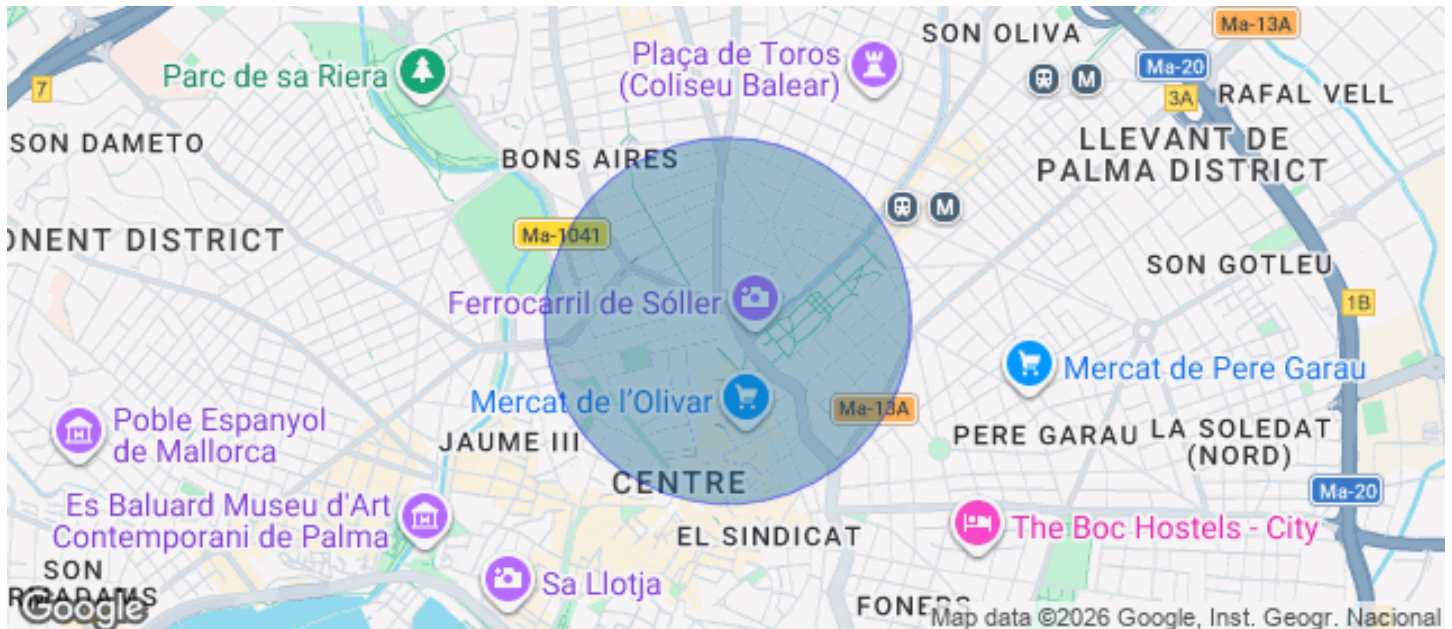 SON OLIVA
Ma-13A
Plaça de Toros
(Coliseu Balear)
Parc de sa Riera
Ma-20
M
7
3A
RAFAL VELL
SON DAMETO
BONS AIRES
LLEVANT DE
PALMA DISTRICT
M
Ma-1041
ONENT DISTRICT
SON GOTLEU
Ferrocarril de Sóller
1B
Mercat de Pere Garau
Mercat de l'Olivar
Ma-13A
Poble Espanyol
de Mallorca
JAUME III
PERE GARAU
LA SOLEDAT
(NORD)
CENTRE
Ma-20
Es Baluard Museu d'Art
Contemporani de Palma
EL SINDICAT
The Boc Hostels - City
SON
Sa Llotja
Google
FONERS
Map data ©2026 Google, Inst. Geogr. Nacional